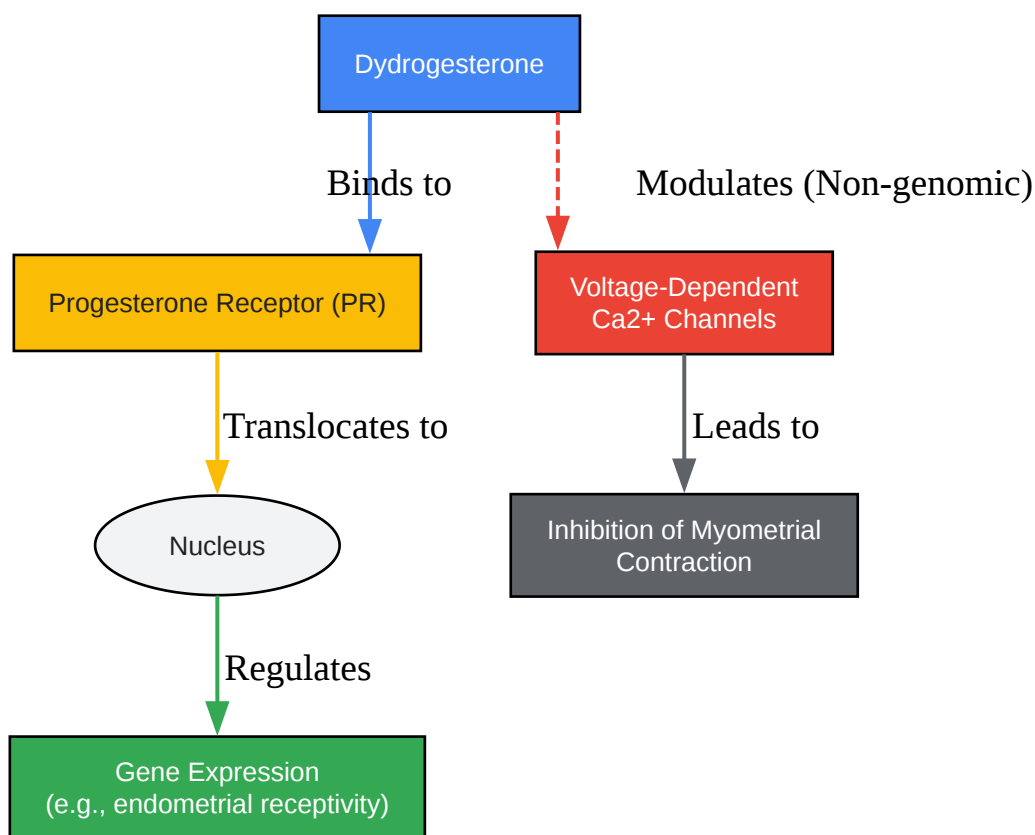 Dydrogesterone
Binds to
Modulates (Non-genomic)
Progesterone Receptor (PR)
Voltage-Dependent
Ca2+ Channels
Translocates to
Leads to
Nucleus
Inhibition of Myometrial
Contraction
Regulates
Gene Expression
(e.g., endometrial receptivity)